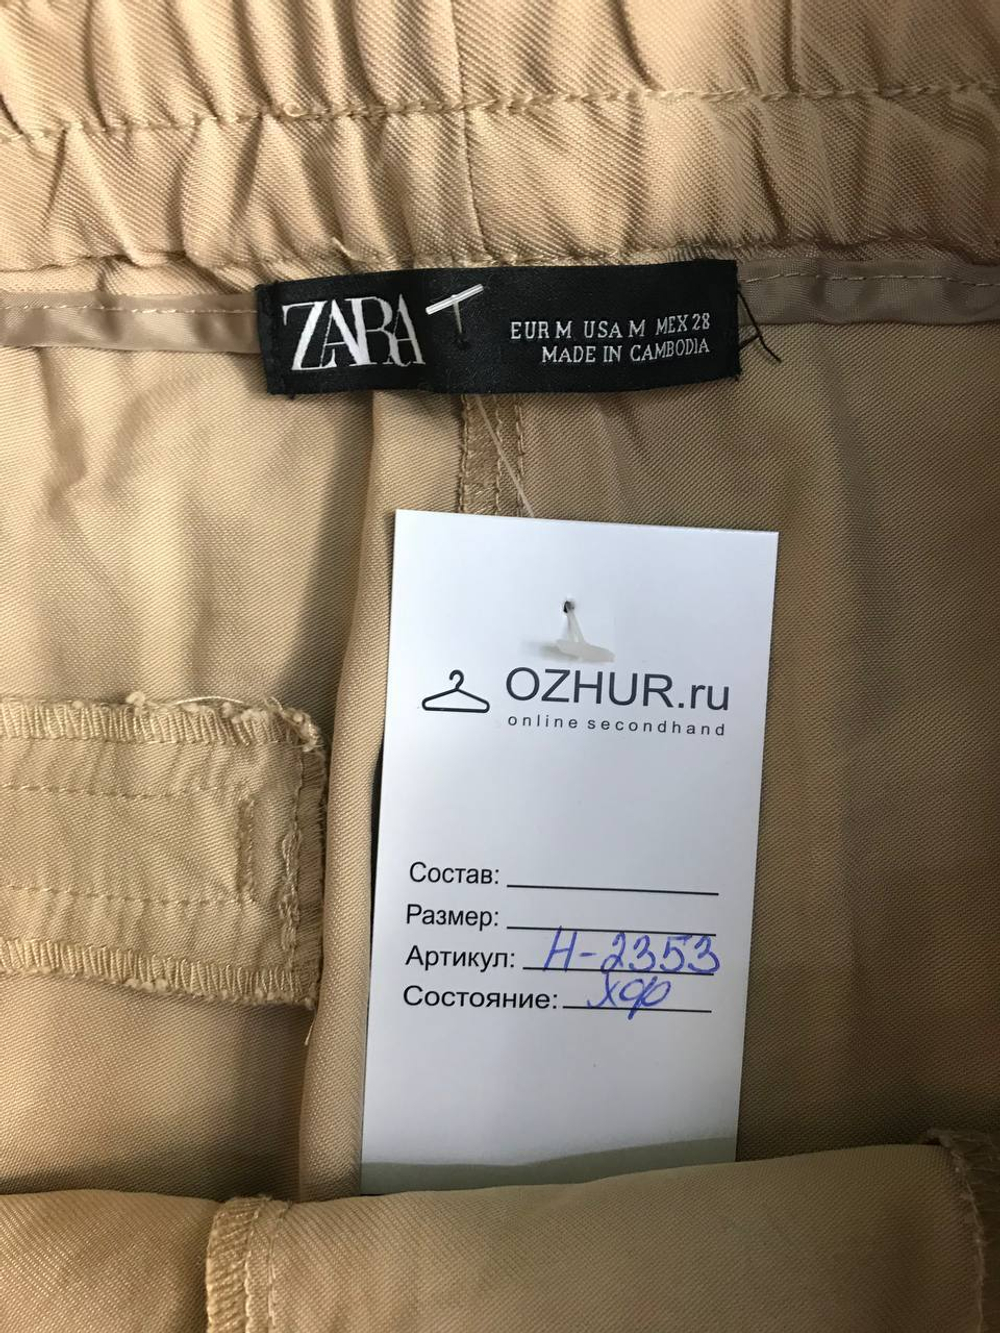 ZARA
EUR M USA M MEX 28
MADE IN CAMBODIA
OZHUR.ru
online secondhand
Состав:
Размер:
Артикул: Н-2353
Состояние: хор